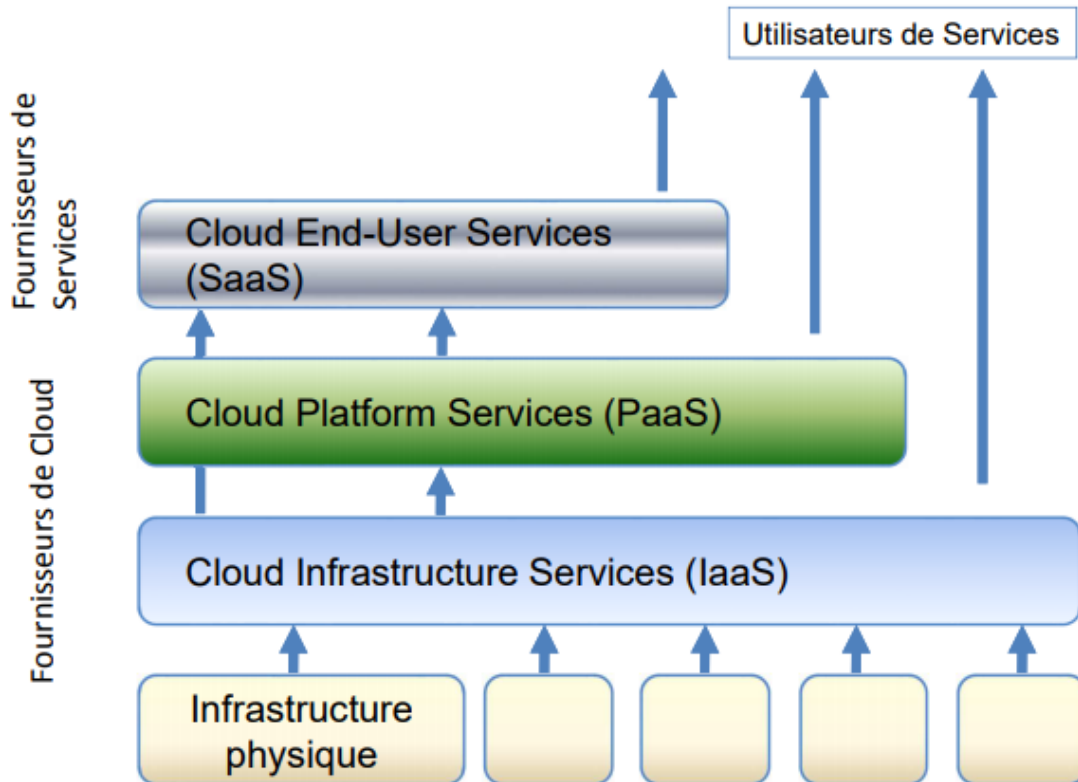 Utilisateurs de Services
Fournisseurs de
Services
Cloud End-User Services
(SaaS)
Fournisseurs de Cloud
Cloud Platform Services (PaaS)
Cloud Infrastructure Services (IaaS)
Infrastructure
physique